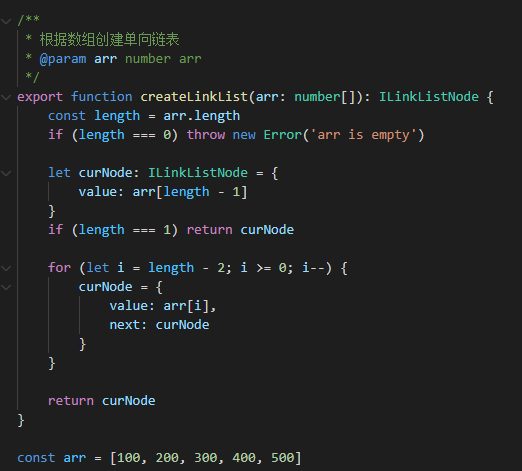 /**
 * 根据数组创建单向链表
 * @param arr number arr
 */
export function createLinkList(arr: number[]): ILinkListNode {
    const length = arr.length
    if (length === 0) throw new Error('arr is empty')

    let curNode: ILinkListNode = {
        value: arr[length - 1]
    }
    if (length === 1) return curNode

    for (let i = length - 2; i >= 0; i--) {
        curNode = {
            value: arr[i],
            next: curNode
        }
    }

    return curNode
}

const arr = [100, 200, 300, 400, 500]